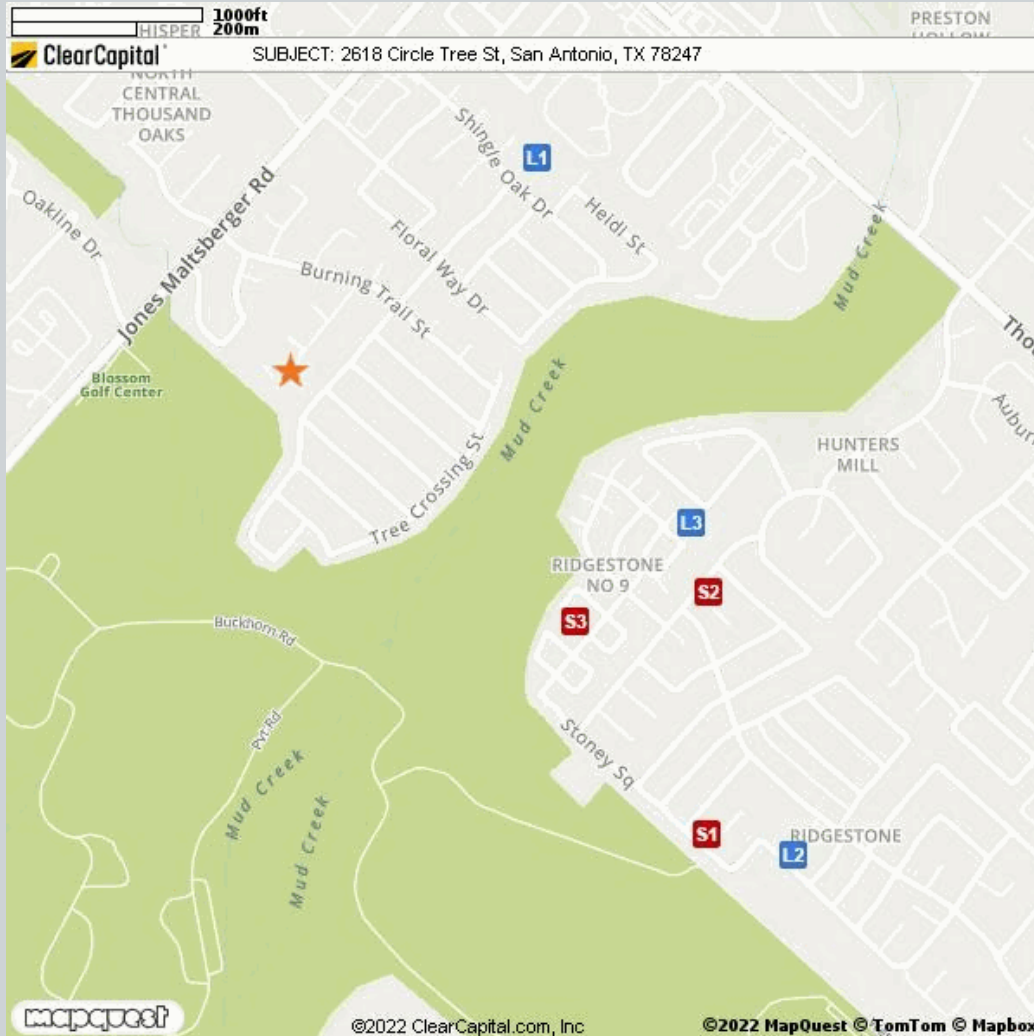 1000ft
200m
HISPER
PRESTON
HOLLOW
ClearCapital
SUBJECT: 2618 Circle Tree St, San Antonio, TX 78247
NORTH
CENTRAL
THOUSAND
OAKS
Shingle Oak Dr
L1
Oakline Dr
Jones Maltsberger Rd
Heidi St
Floral Way Dr
Mud Creek
Burning Trail St
Tho
Blossom
Golf Center
Mud Creek
Auburn
HUNTERS
MILL
Tree Crossing St
L3
RIDGESTONE
NO 9
S2
S3
Buckhorn Rd
Pvt Rd
Stoney Sq
Mud Creek
Mud Creek
S1
RIDGESTONE
L2
mapquest
©2022 ClearCapital.com, Inc
©2022 MapQuest © TomTom © Mapbox